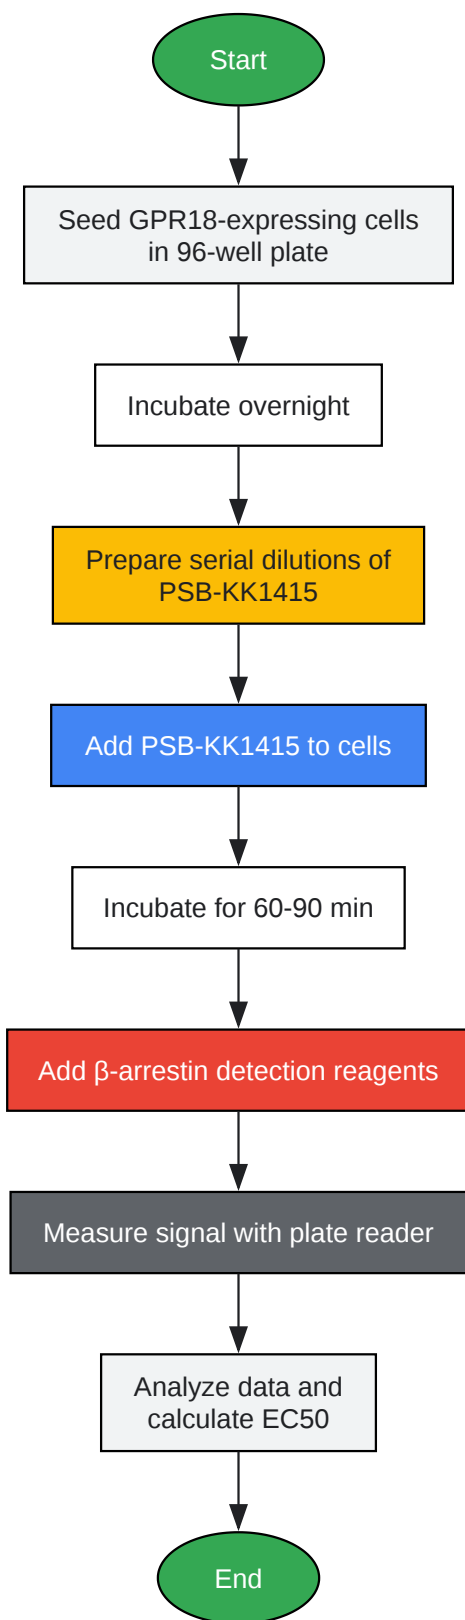 Start
Seed GPR18-expressing cells
in 96-well plate
Incubate overnight
Prepare serial dilutions of
PSB-KK1415
Add PSB-KK1415 to cells
Incubate for 60-90 min
Add β-arrestin detection reagents
Measure signal with plate reader
Analyze data and
calculate EC50
End